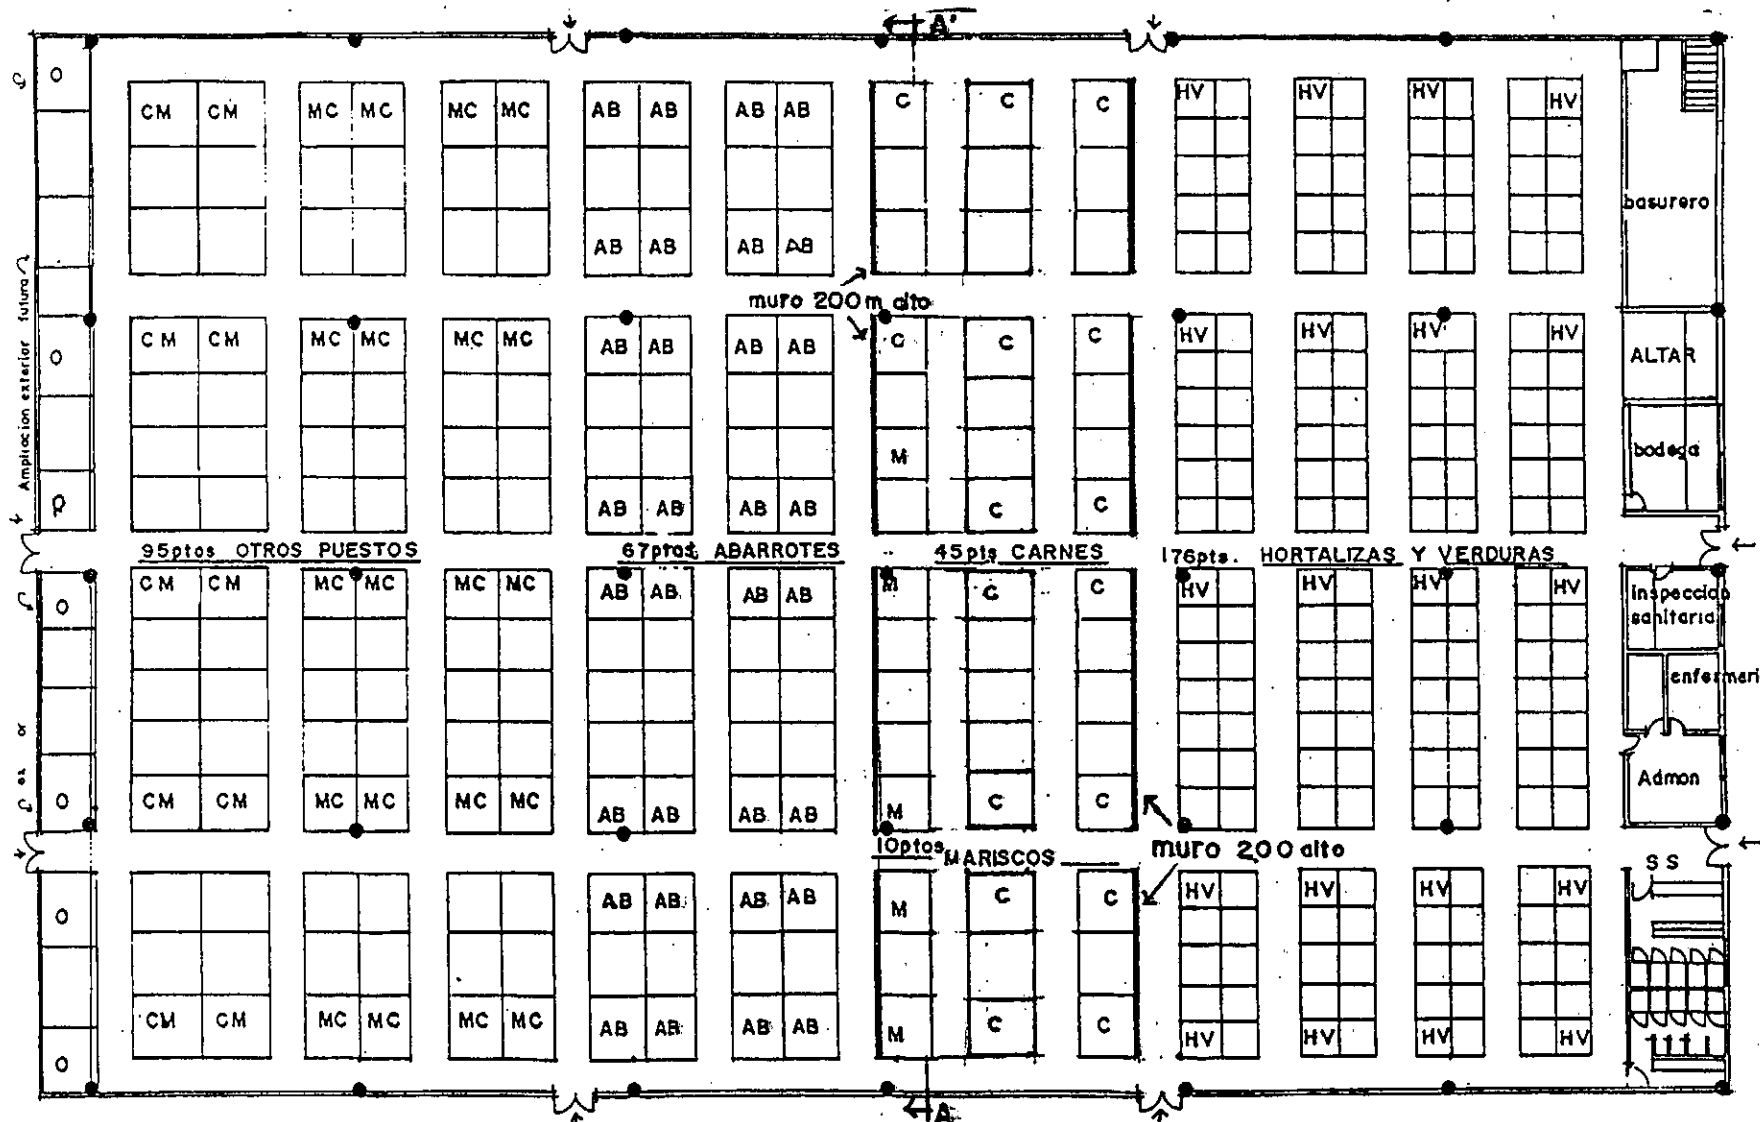 A'
O CM CM MC MC MC MC AB AB AB AB C C C HV HV HV HV
basurero
AB AB AB AB
muro 200 m alto
Ampliacion exterior futura
O CM CM MC MC MC MC AB AB AB AB C C C HV HV HV HV
ALTAR
M
bodega
AB AB AB AB C C
95ptos OTROS PUESTOS 67ptos ABARROTES 45pts CARNES 176pts. HORTALIZAS Y VERDURAS
O CM CM MC MC MC MC AB AB AB AB M C C HV HV HV HV
inspeccion
sanitaria
enfermeri
Admon
O CM CM MC MC MC MC AB AB AB AB M C C
10ptos MARISCOS muro 200 alto
SS
O AB AB AB AB M C C HV HV HV HV
CM CM MC MC MC MC AB AB AB AB M C C HV HV HV HV
O
A